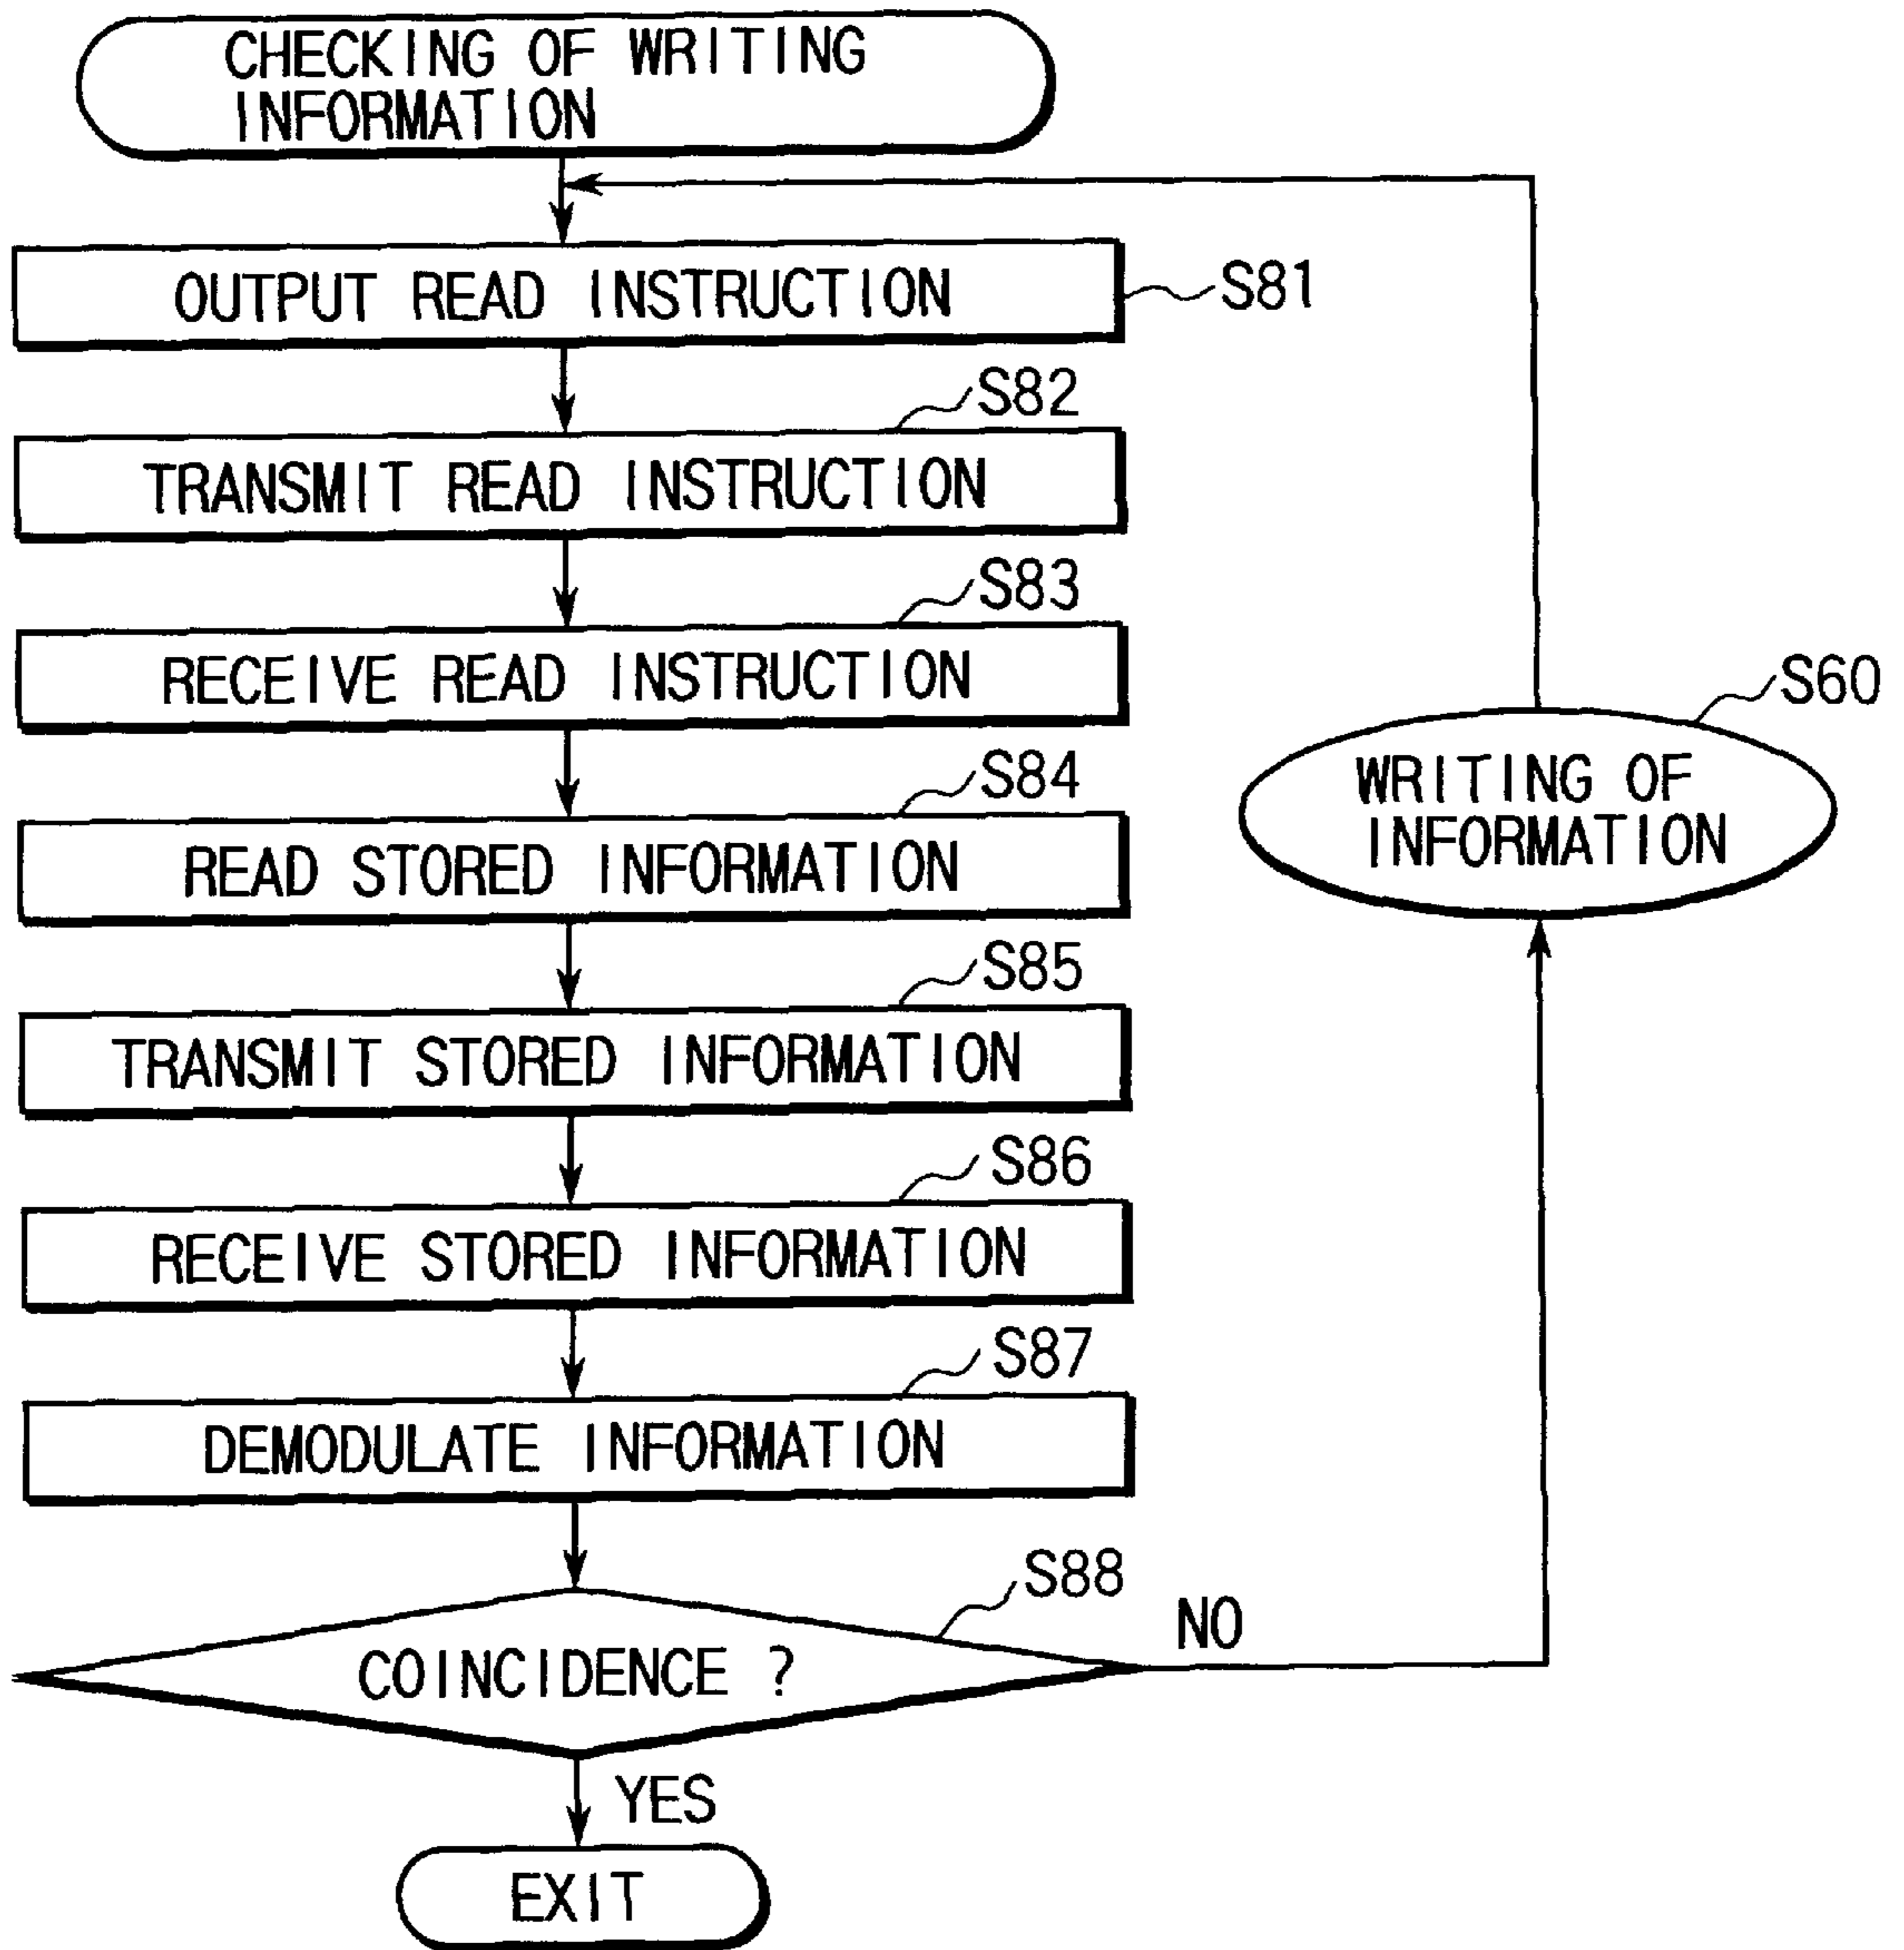 CHECKING OF WRITING
INFORMATION
OUTPUT READ INSTRUCTION
S81
S82
TRANSMIT READ INSTRUCTION
S83
RECEIVE READ INSTRUCTION
S60
WRITING OF
INFORMATION
S84
READ STORED INFORMATION
S85
TRANSMIT STORED INFORMATION
S86
RECEIVE STORED INFORMATION
S87
DEMODULATE INFORMATION
S88
COINCIDENCE ?
NO
YES
EXIT